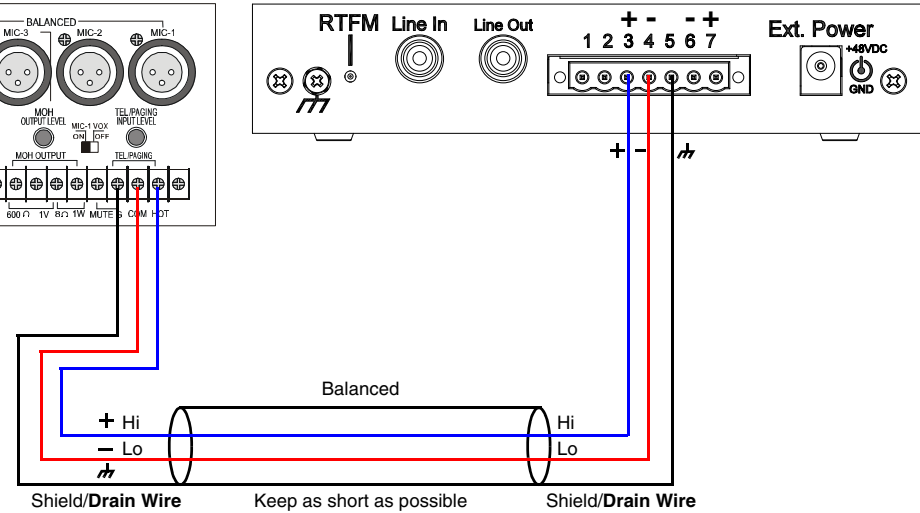 BALANCED
MIC-3 MIC-2 MIC-1
MOH
OUTPUT LEVEL
MIC-1 VOX
ON OFF
TEL/PAGING
INPUT LEVEL
MOH OUTPUT TEL/PAGING
600 Ω 1V 8Ω 1W MUTE G COM HOT
RTFM Line In Line Out
+ - - +
1 2 3 4 5 6 7
Ext. Power
+48VDC
GND
+ -
Balanced
+ Hi Hi
− Lo Lo
Shield/Drain Wire Keep as short as possible Shield/Drain Wire